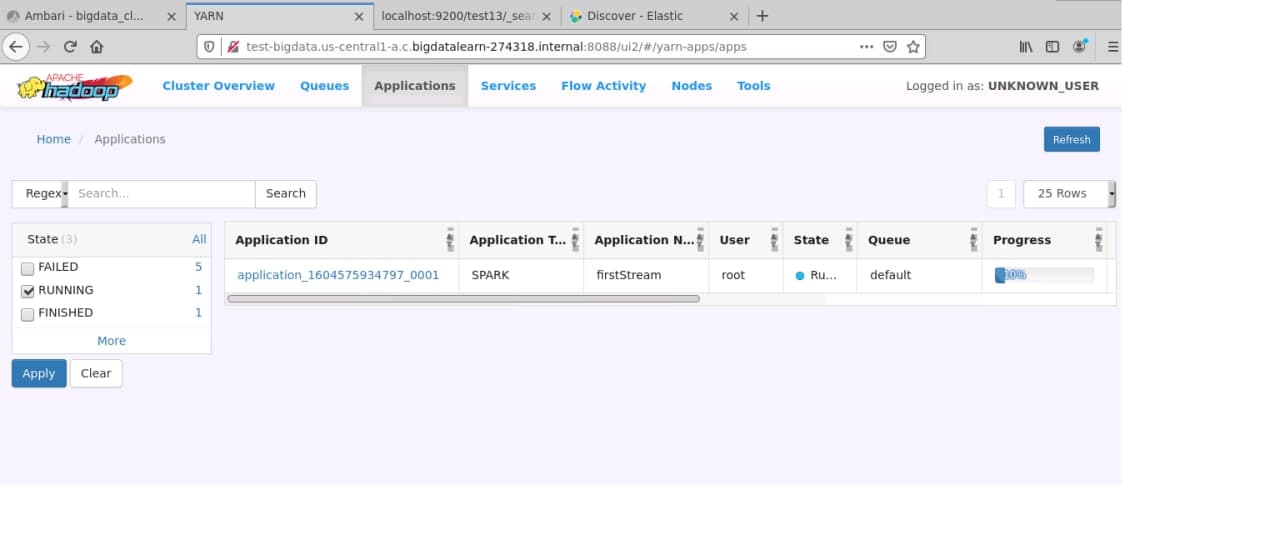 Ambari - bigdata_cl...
YARN
localhost:9200/test13/_sear
Discover - Elastic
test-bigdata.us-central1-a.c.bigdatalearn-274318.internal:8088/ui2/#/yarn-apps/apps
APACHE
hadoop
Cluster Overview
Queues
Applications
Services
Flow Activity
Nodes
Tools
Logged in as: UNKNOWN_USER
Home / Applications
Refresh
Regex
Search...
Search
1
25 Rows
State (3)
All
FAILED 5
RUNNING 1
FINISHED 1
More
Apply
Clear
Application ID
Application T...
Application N...
User
State
Queue
Progress
application_1604575934797_0001
SPARK
firstStream
root
Ru...
default
10%